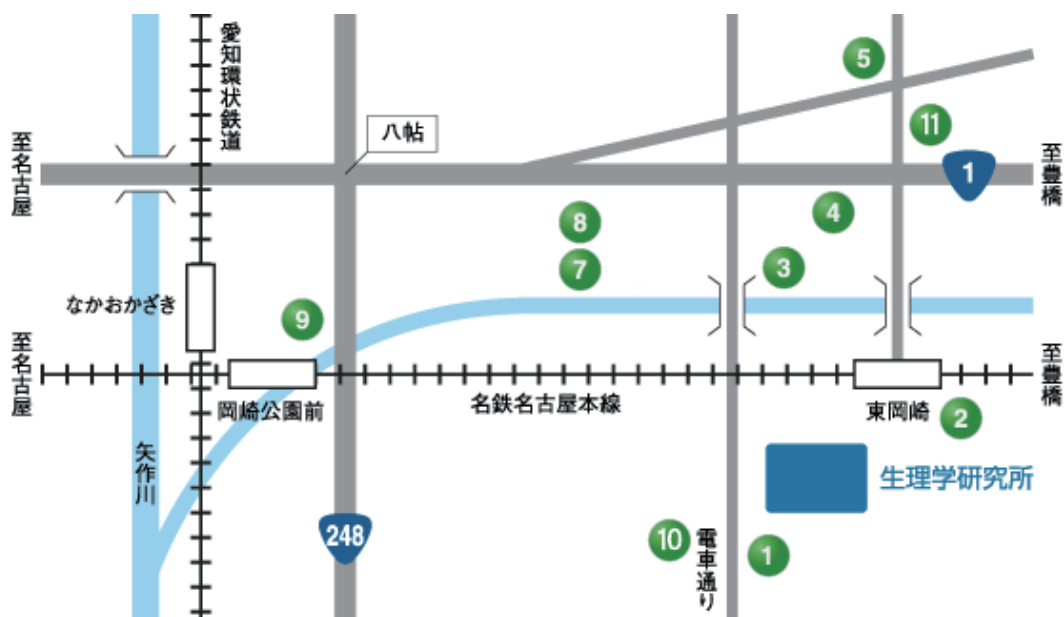 愛知環状鉄道
5
11
八帖
至名古屋
至豊橋
1
4
8
3
7
なかおかざき
9
至名古屋
至豊橋
岡崎公園前
名鉄名古屋本線
東岡崎
2
矢作川
生理学研究所
248
10
電車通り
1